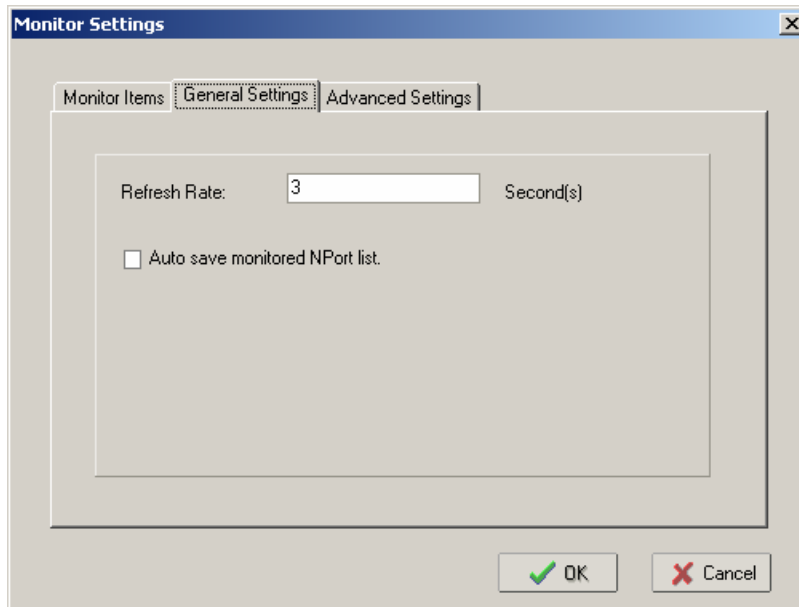 Monitor Settings
Monitor Items General Settings Advanced Settings
Refresh Rate: 3 Second(s)
Auto save monitored NPort list.
OK Cancel